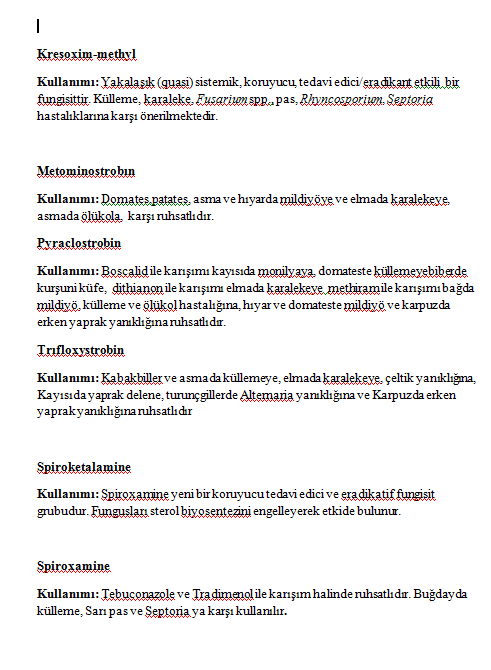 Kresoxim-methyl
Kullanımı: Yakalaşık (quasi) sistemik, koruyucu, tedavi edici/eradikant etkili bir
fungisittir. Külleme, karaleke, Fusarium spp., pas, Rhyncosporium, Septoria
hastalıklarına karşı önerilmektedir.
Metominostrobın
Kullanımı: Domates,patates, asma ve hıyarda mildiyöye ve elmada karalekeye,
asmada ölükola, karşı ruhsatlıdır.
Pyraclostrobin
Kullanımı: Boscalid ile karışımı kayısıda monilyaya, domateste küllemeyebiberde
kurşuni küfe, dithianon ile karışımı elmada karalekeye methiram ile karışımı bağda
mildiyö, külleme ve ölükol hastalığına, hıyar ve domateste mildiyö ve karpuzda
erken yaprak yanıklığına ruhsatlıdır.
Trıfloxystrobin
Kullanımı: Kabakgiller ve asmada küllemeye, elmada karalekeye, çeltik yanıklığına,
Kayısıda yaprak delene, turunçgillerde Alternaria yanıklığına ve Karpuzda erken
yaprak yanıklığına ruhsatlıdır
Spiroketalamine
Kullanımı: Spiroxamine yeni bir koruyucu tedavi edici ve eradikatif fungisit
grubudur. Fungusları sterol biyosentezini engelleyerek etkide bulunur.
Spiroxamine
Kullanımı: Tebuconazole ve Tradimenol ile karışım halinde ruhsatlıdır. Buğdayda
külleme, Sarı pas ve Septoria ya karşı kullanılır.